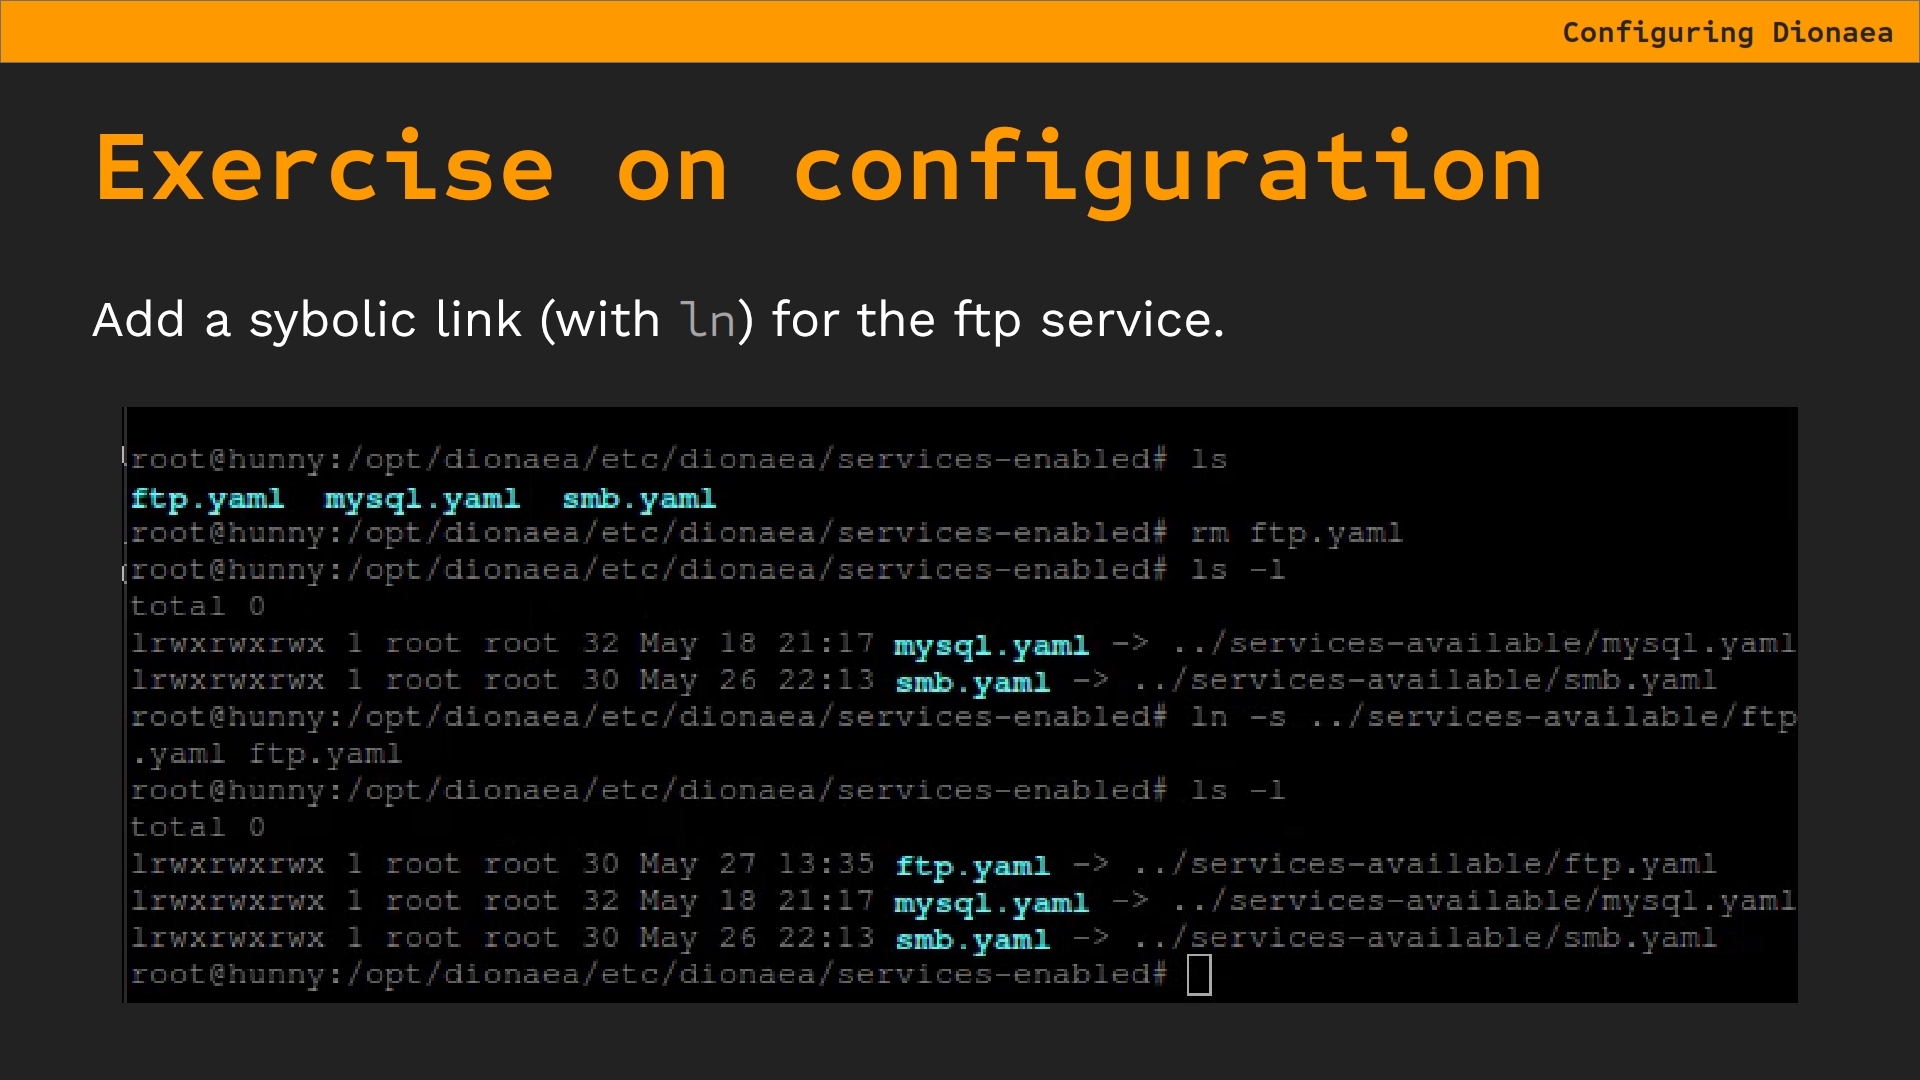 Configuring Dionaea
Exercise on configuration
Add a sybolic link (with ln) for the ftp service.
root@hunny:/opt/dionaea/etc/dionaea/services-enabled# ls
ftp.yaml  mysql.yaml  smb.yaml
root@hunny:/opt/dionaea/etc/dionaea/services-enabled# rm ftp.yaml
root@hunny:/opt/dionaea/etc/dionaea/services-enabled# ls -l
total 0
lrwxrwxrwx 1 root root 32 May 18 21:17 mysql.yaml -> ../services-available/mysql.yaml
lrwxrwxrwx 1 root root 30 May 26 22:13 smb.yaml -> ../services-available/smb.yaml
root@hunny:/opt/dionaea/etc/dionaea/services-enabled# ln -s ../services-available/ftp
.yaml ftp.yaml
root@hunny:/opt/dionaea/etc/dionaea/services-enabled# ls -l
total 0
lrwxrwxrwx 1 root root 30 May 27 13:35 ftp.yaml -> ../services-available/ftp.yaml
lrwxrwxrwx 1 root root 32 May 18 21:17 mysql.yaml -> ../services-available/mysql.yaml
lrwxrwxrwx 1 root root 30 May 26 22:13 smb.yaml -> ../services-available/smb.yaml
root@hunny:/opt/dionaea/etc/dionaea/services-enabled#